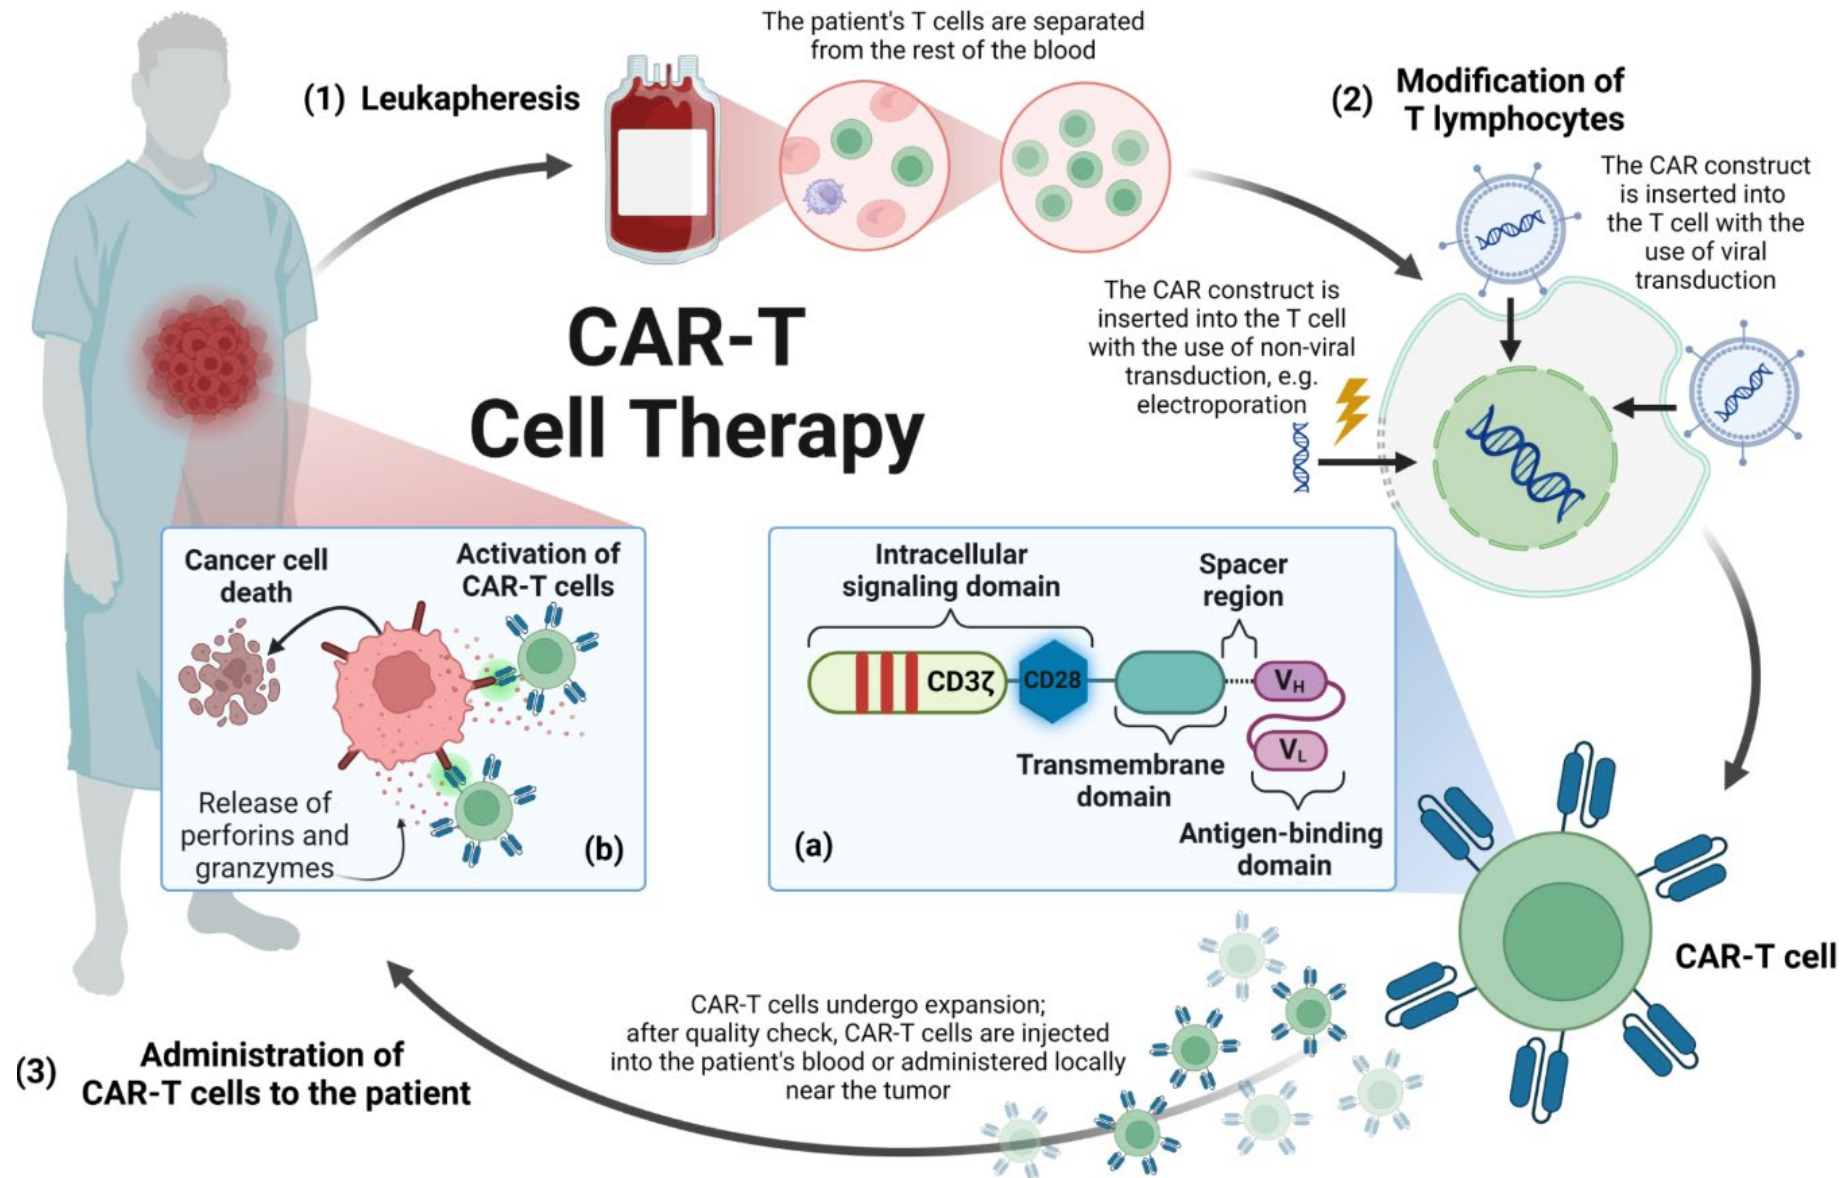 The patient's T cells are separated
from the rest of the blood
(1) Leukapheresis
(2)
Modification of
T lymphocytes
The CAR construct
is inserted into
the T cell with the
use of viral
transduction
The CAR construct is
inserted into the T cell
with the use of non-viral
transduction, e.g.
electroporation
CAR-T
Cell Therapy
Cancer cell
death
Activation of
CAR-T cells
Release of
perforins and
granzymes
(b)
Intracellular
signaling domain
Spacer
region
CD3ζ
CD28
VH
VL
Transmembrane
domain
Antigen-binding
domain
(a)
CAR-T cell
CAR-T cells undergo expansion;
after quality check, CAR-T cells are injected
into the patient's blood or administered locally
near the tumor
(3)
Administration of
CAR-T cells to the patient